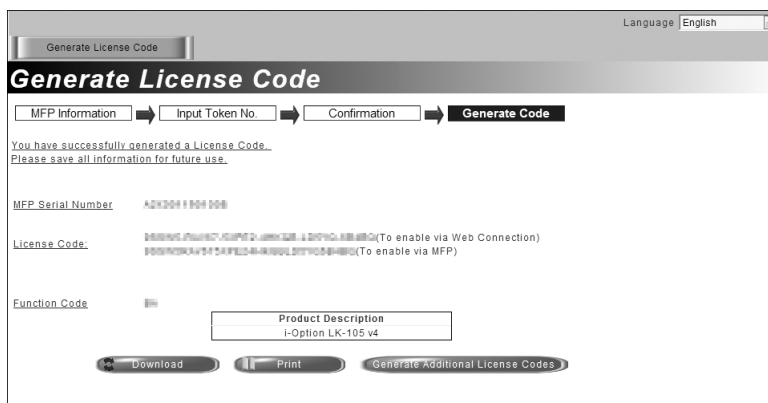 Language English
Generate License Code
Generate License Code
MFP Information Input Token No. Confirmation Generate Code
You have successfully generated a License Code.
Please save all information for future use.
MFP Serial Number
License Code: (To enable via Web Connection)
(To enable via MFP)
Function Code
Product Description
i-Option LK-105 v4
Download Print Generate Additional License Codes